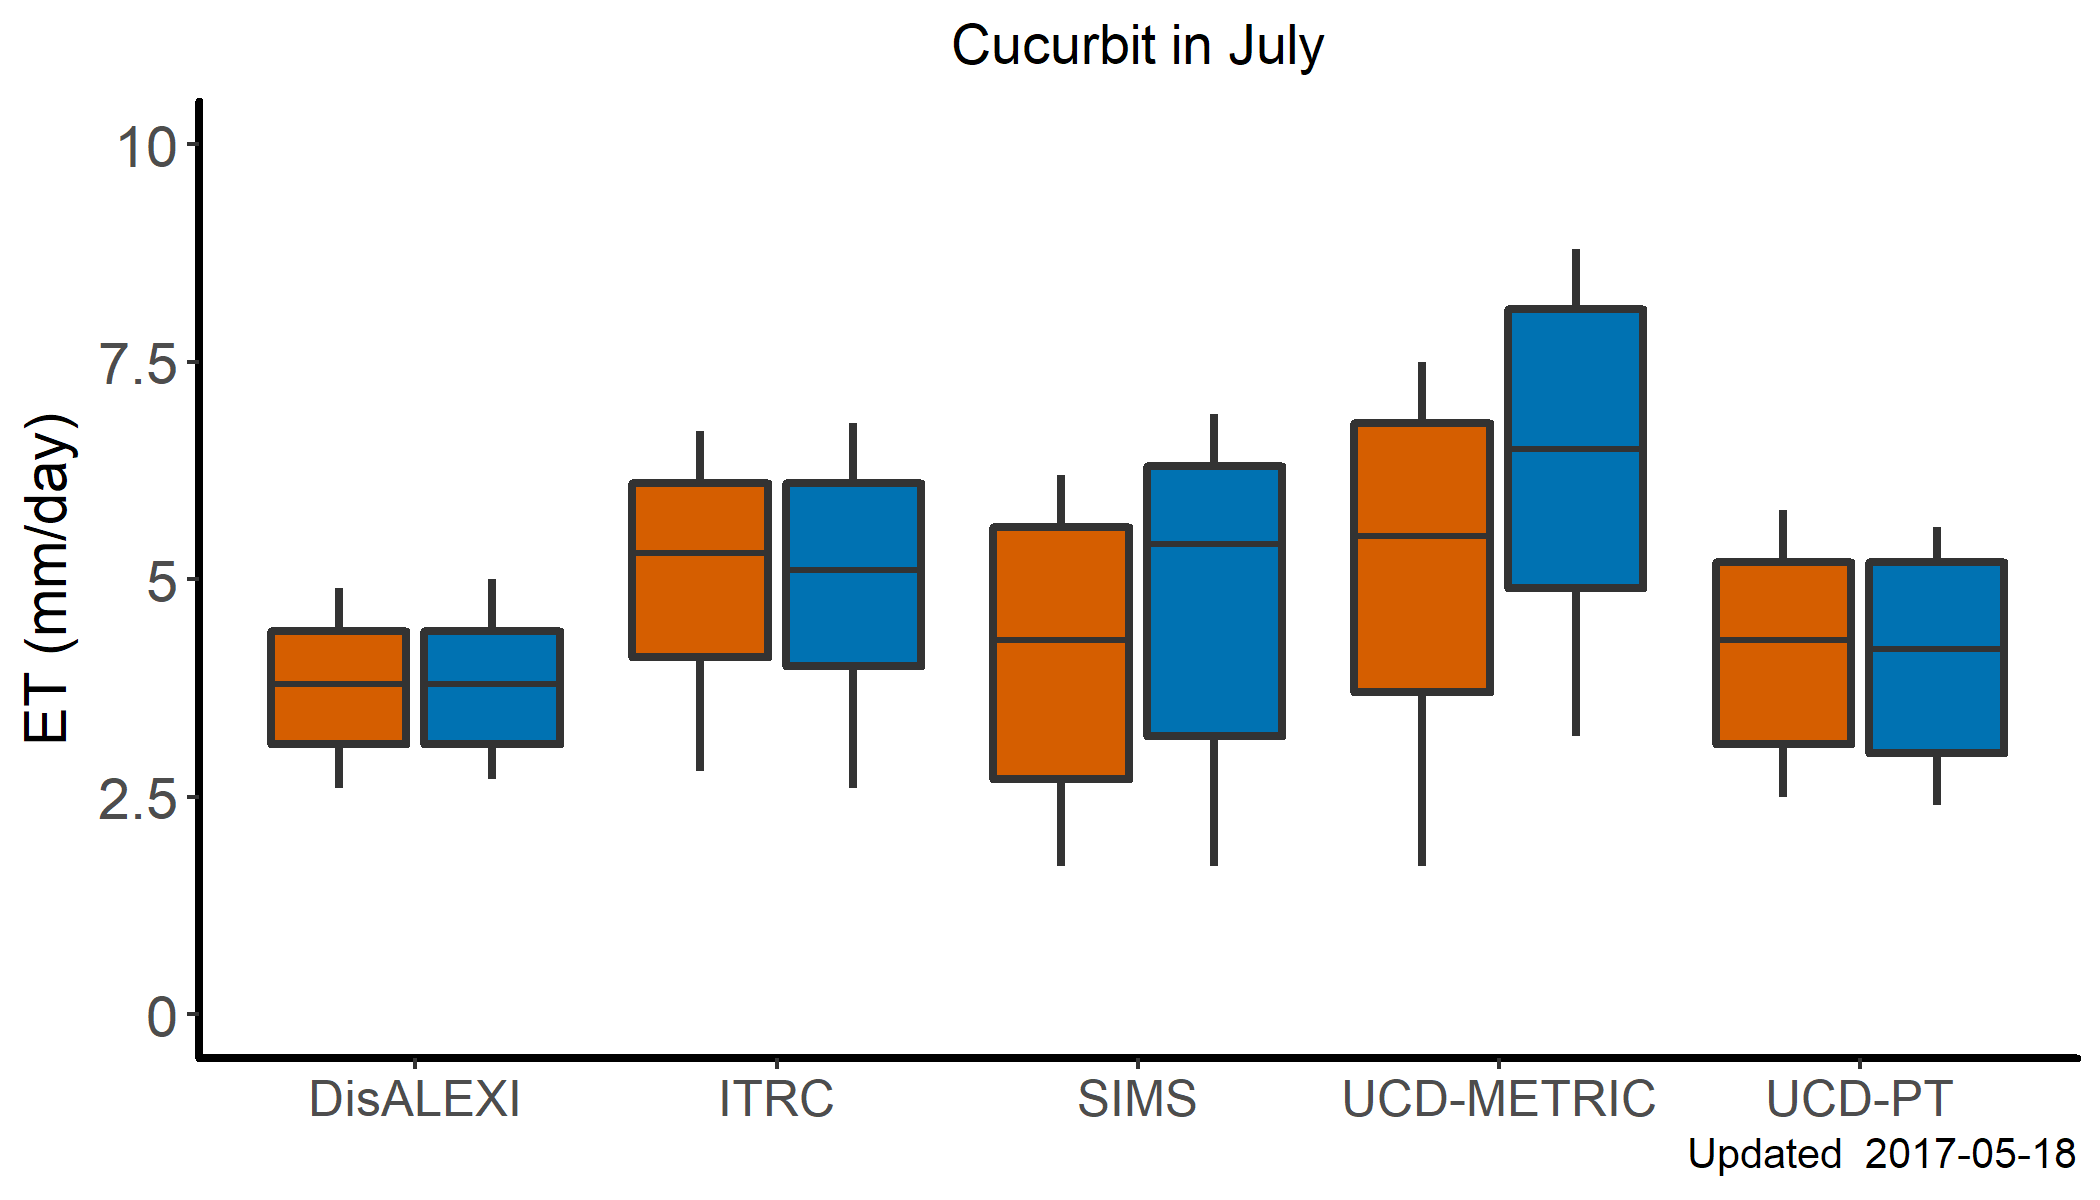 Cucurbit in July
ET (mm/day)
10
7.5
5
2.5
0
DisALEXI ITRC SIMS UCD-METRIC UCD-PT
Updated  2017-05-18